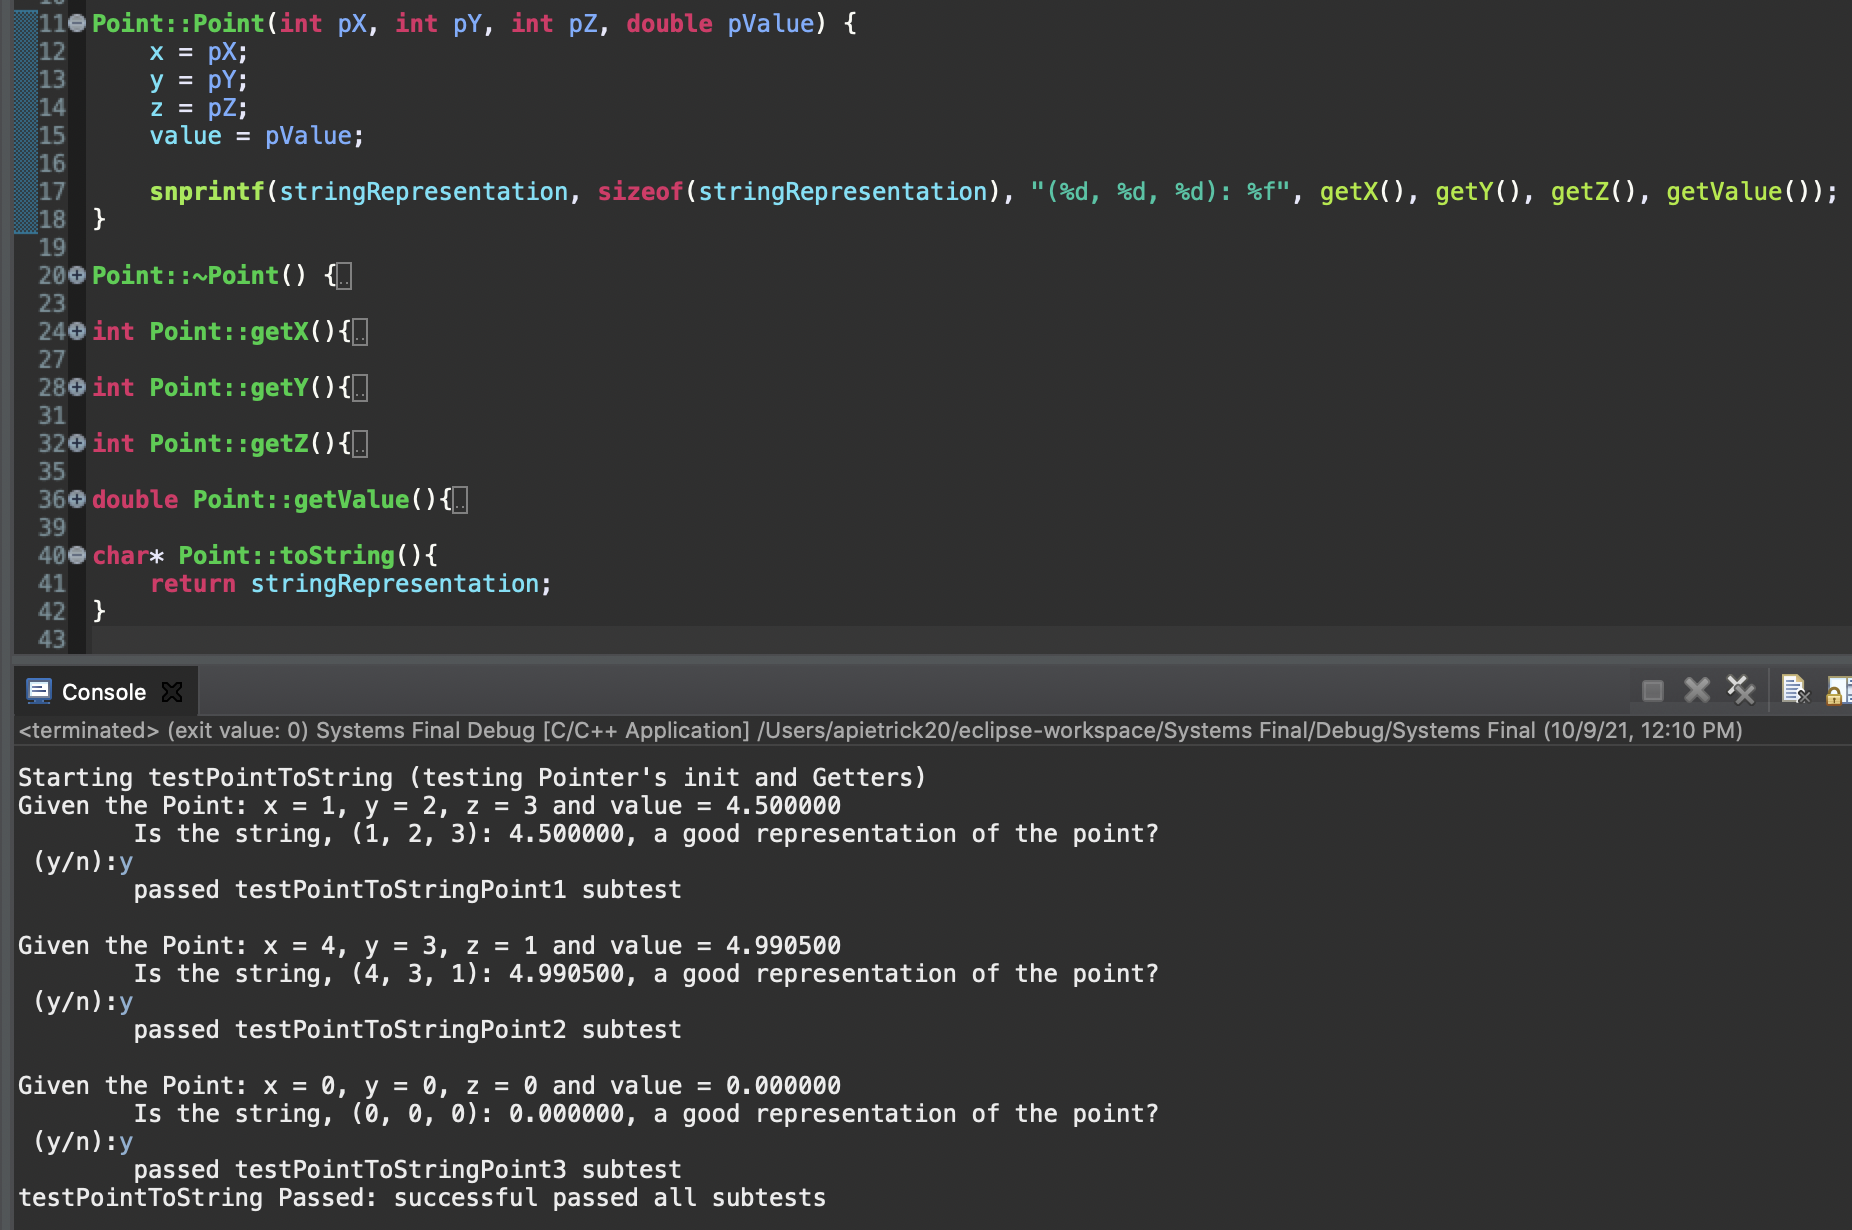 11 Point::Point(int pX, int pY, int pZ, double pValue) {
12 x = pX;
13 y = pY;
14 z = pZ;
15 value = pValue;
16
17 snprintf(stringRepresentation, sizeof(stringRepresentation), "(%d, %d, %d): %f", getX(), getY(), getZ(), getValue());
18 }
19
20 Point::~Point() {..
23
24 int Point::getX(){..
27
28 int Point::getY(){..
31
32 int Point::getZ(){..
35
36 double Point::getValue(){..
39
40 char* Point::toString(){
41 return stringRepresentation;
42 }
43
Console
<terminated> (exit value: 0) Systems Final Debug [C/C++ Application] /Users/apietrick20/eclipse-workspace/Systems Final/Debug/Systems Final (10/9/21, 12:10 PM)
Starting testPointToString (testing Pointer's init and Getters)
Given the Point: x = 1, y = 2, z = 3 and value = 4.500000
Is the string, (1, 2, 3): 4.500000, a good representation of the point?
(y/n):y
passed testPointToStringPoint1 subtest
Given the Point: x = 4, y = 3, z = 1 and value = 4.990500
Is the string, (4, 3, 1): 4.990500, a good representation of the point?
(y/n):y
passed testPointToStringPoint2 subtest
Given the Point: x = 0, y = 0, z = 0 and value = 0.000000
Is the string, (0, 0, 0): 0.000000, a good representation of the point?
(y/n):y
passed testPointToStringPoint3 subtest
testPointToString Passed: successful passed all subtests